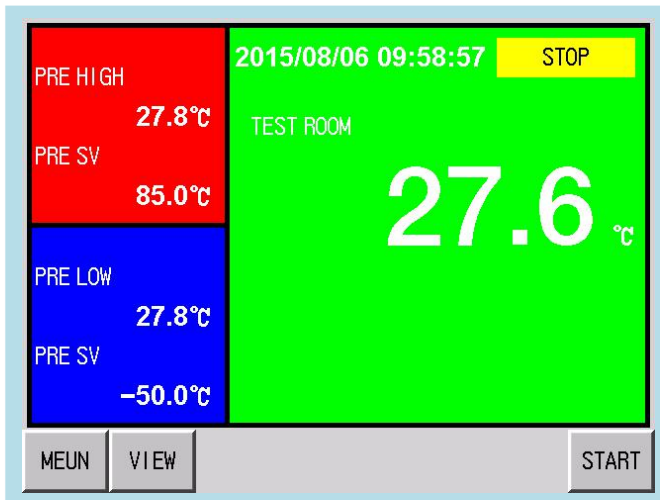 PRE HIGH
27.8℃
PRE SV
85.0℃
PRE LOW
27.8℃
PRE SV
-50.0℃
2015/08/06 09:58:57
STOP
TEST ROOM
27.6 ℃
MEUN
VIEW
START